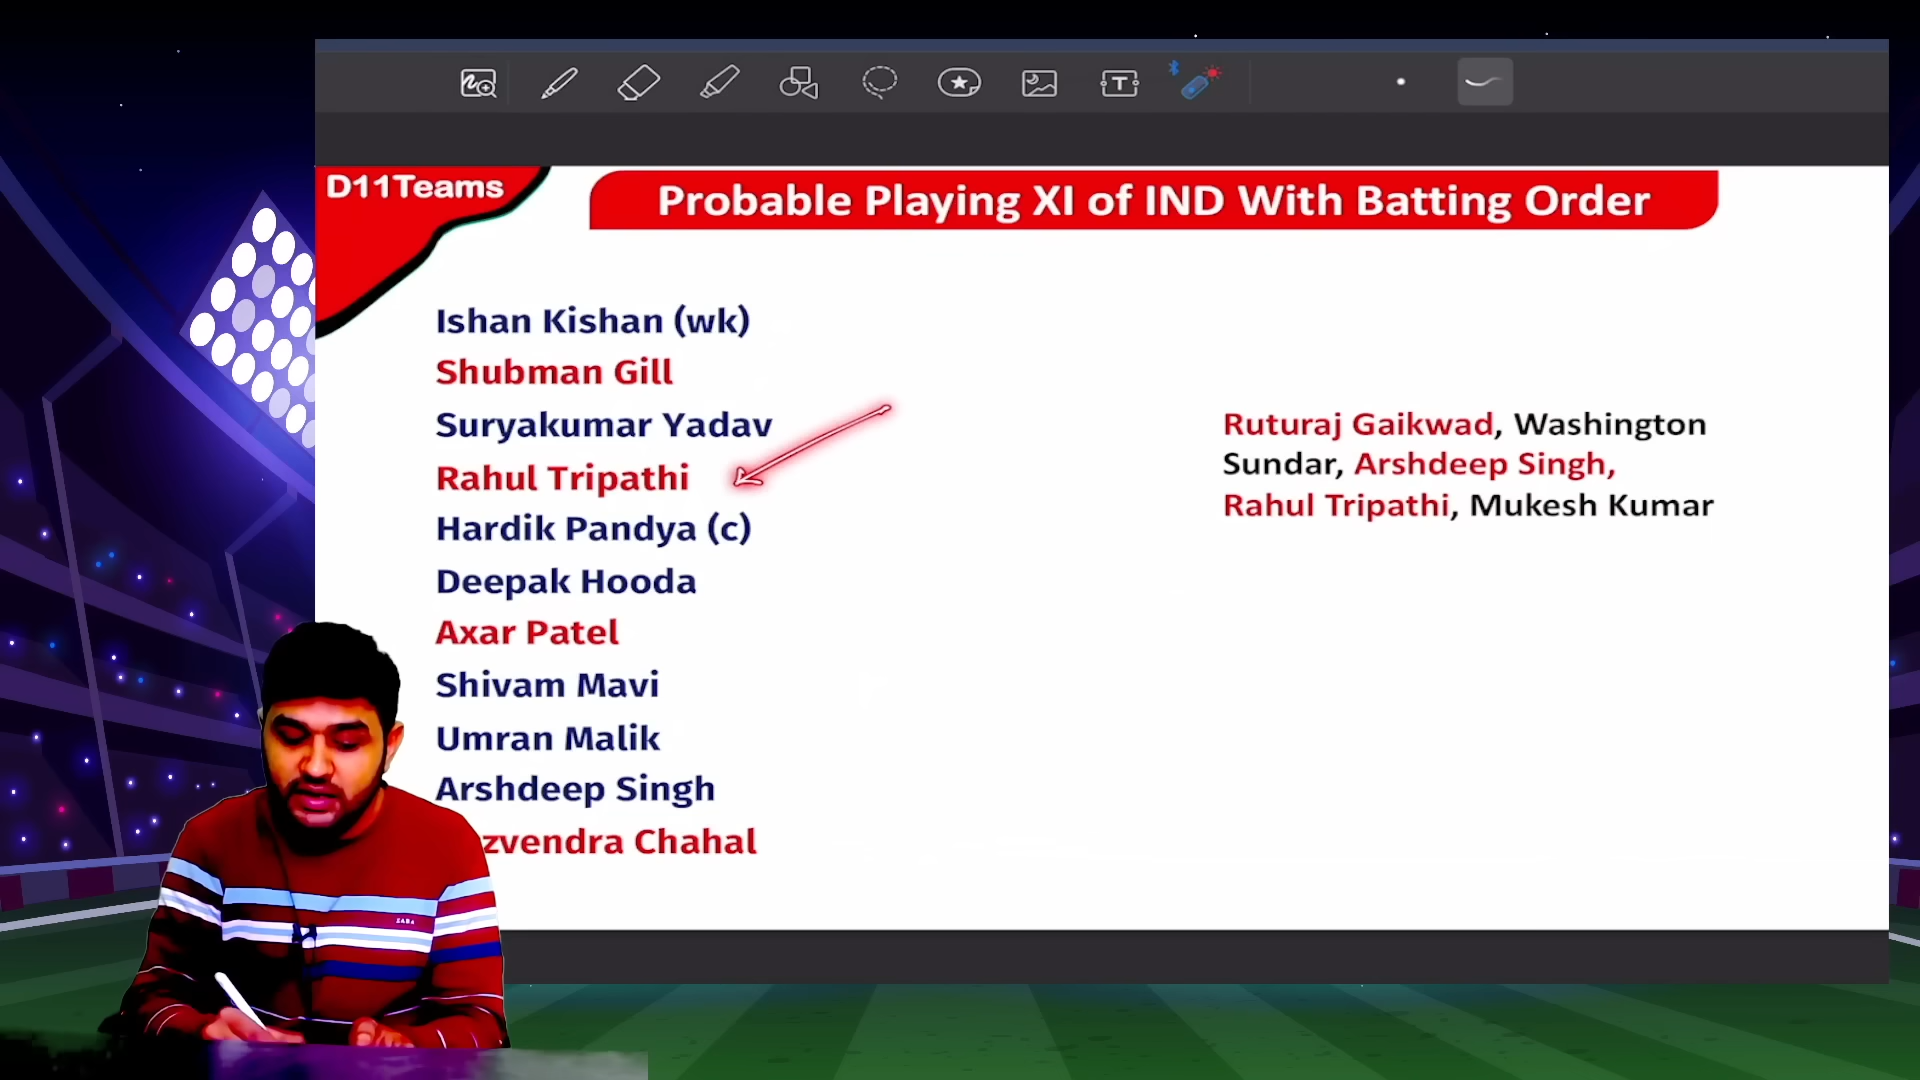 D11Teams
Probable Playing XI of IND With Batting Order
Ishan Kishan (wk)
Shubman Gill
Suryakumar Yadav
Rahul Tripathi
Hardik Pandya (c)
Deepak Hooda
Axar Patel
Shivam Mavi
Umran Malik
Arshdeep Singh
zvendra Chahal
Ruturaj Gaikwad, Washington
Sundar, Arshdeep Singh,
Rahul Tripathi, Mukesh Kumar
T
ZARA